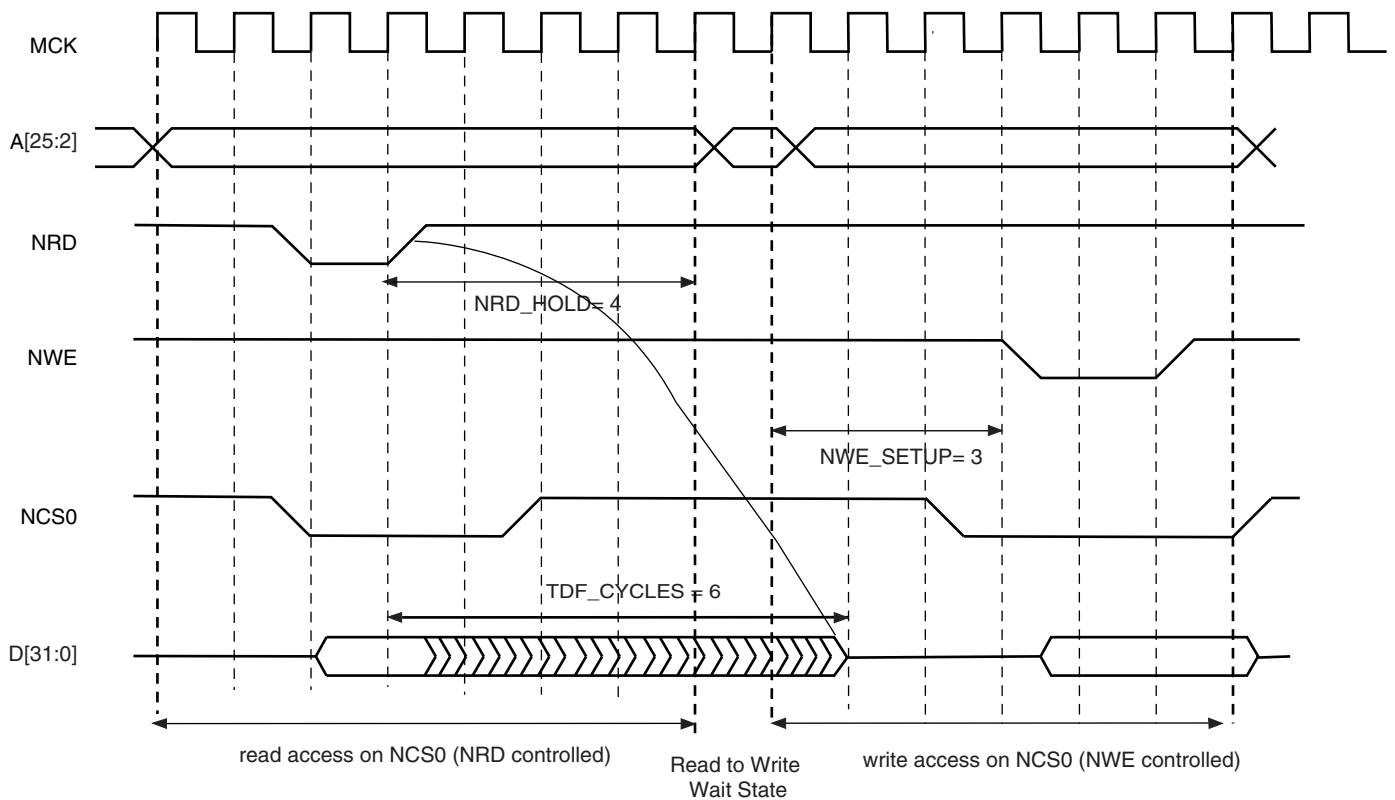 MCK
A[25:2]
NRD
NRD_HOLD= 4
NWE
NWE_SETUP= 3
NCS0
TDF_CYCLES = 6
D[31:0]
read access on NCS0 (NRD controlled)
Read to Write
Wait State
write access on NCS0 (NWE controlled)